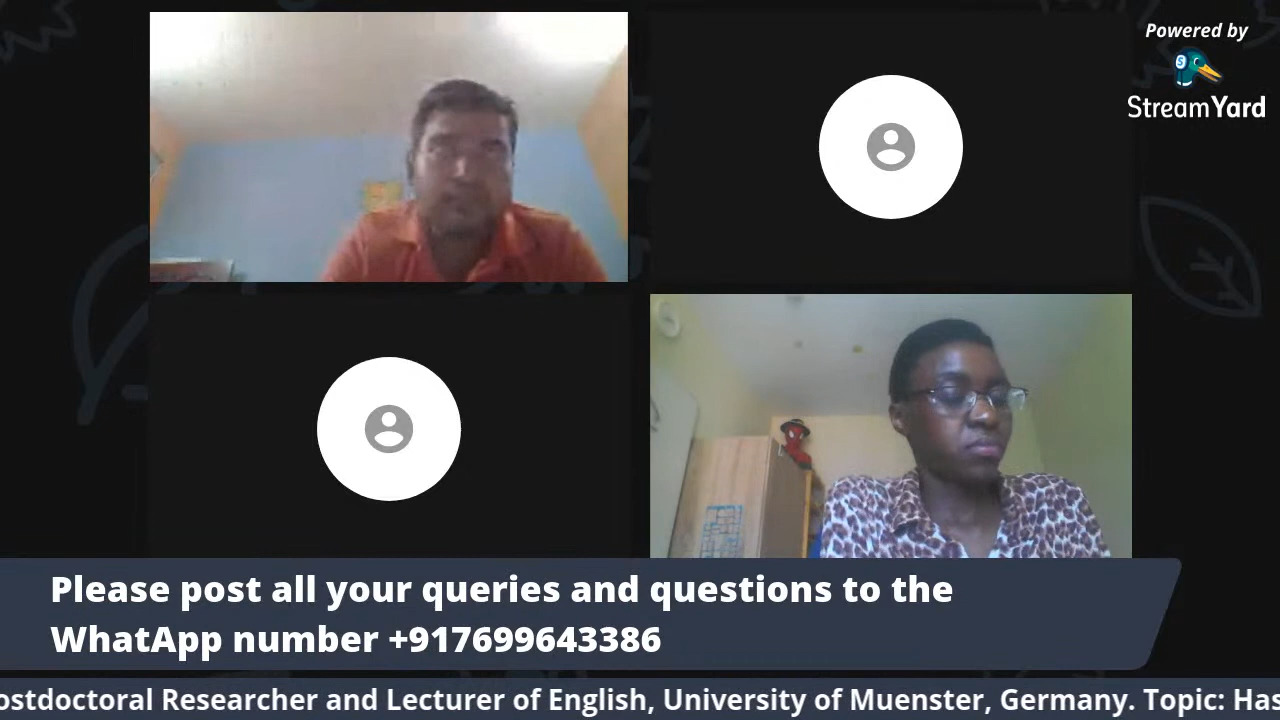 Powered by
StreamYard
Please post all your queries and questions to the
WhatApp number +917699643386
ostdoctoral Researcher and Lecturer of English, University of Muenster, Germany. Topic: Has